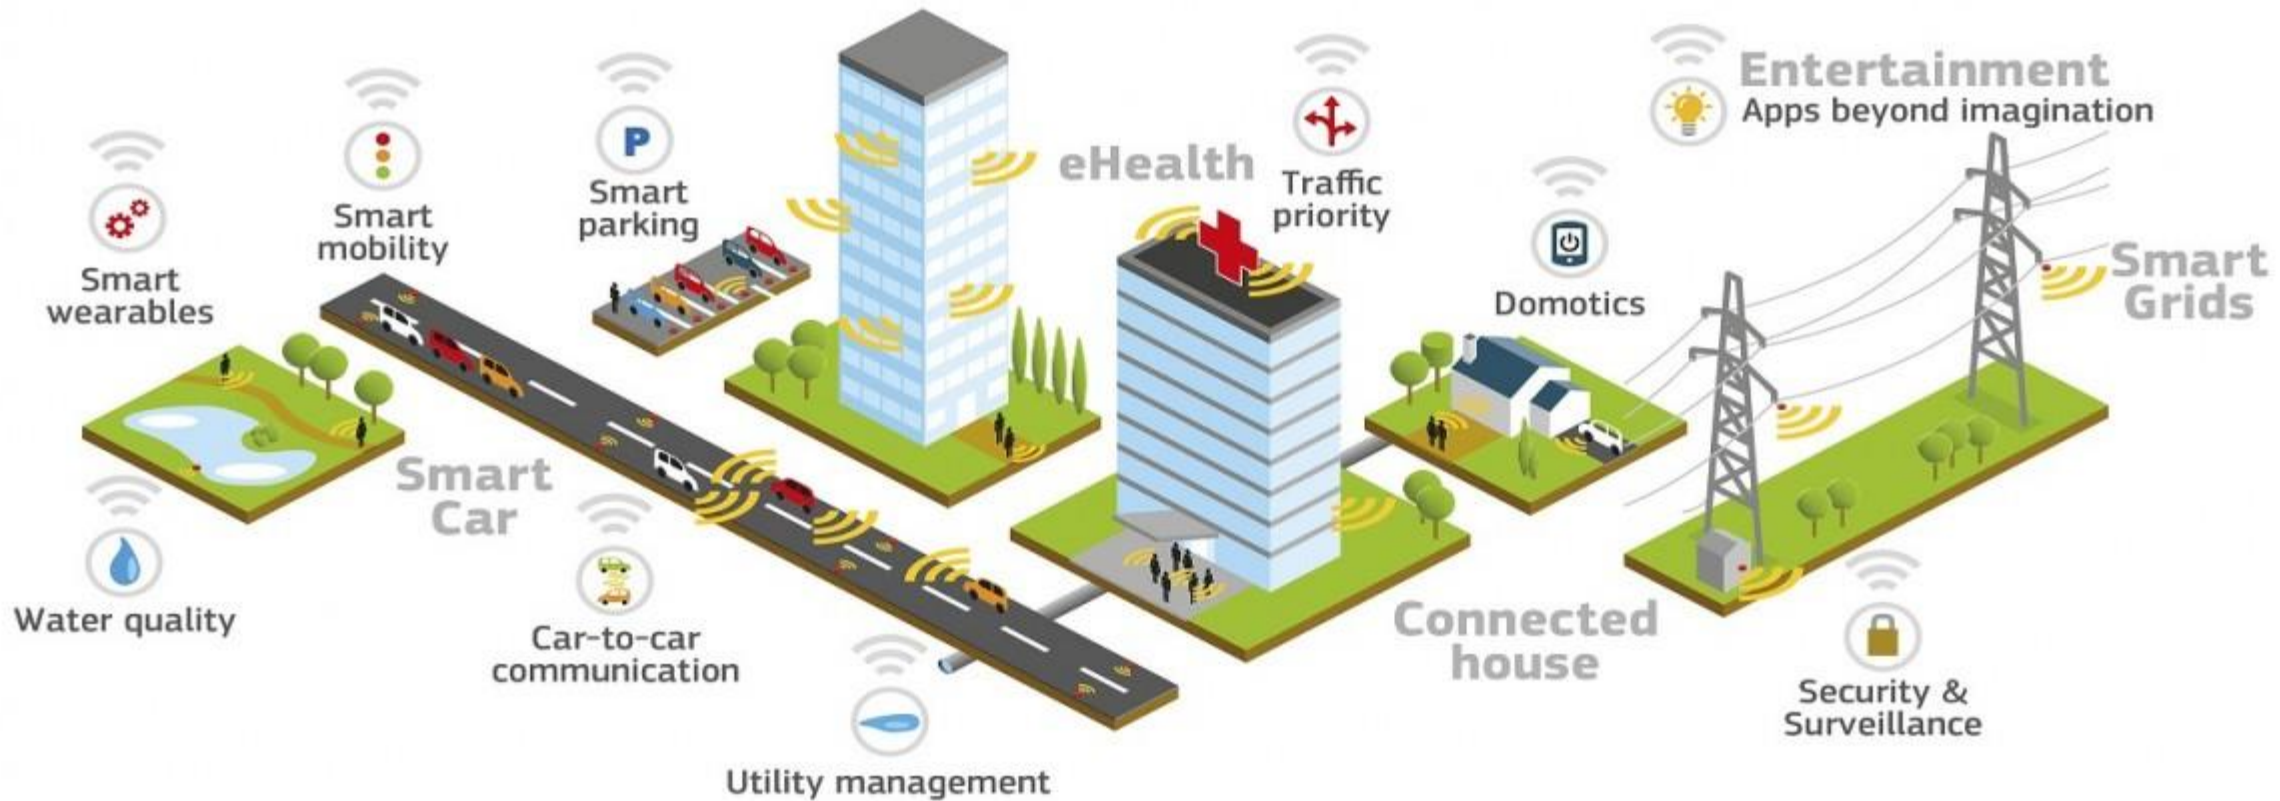 Entertainment
Apps beyond imagination
eHealth
Traffic
priority
P
Smart
parking
Smart
mobility
Smart
wearables
Domotics
Smart
Grids
Smart
Car
Water quality
Car-to-car
communication
Connected
house
Security &
Surveillance
Utility management